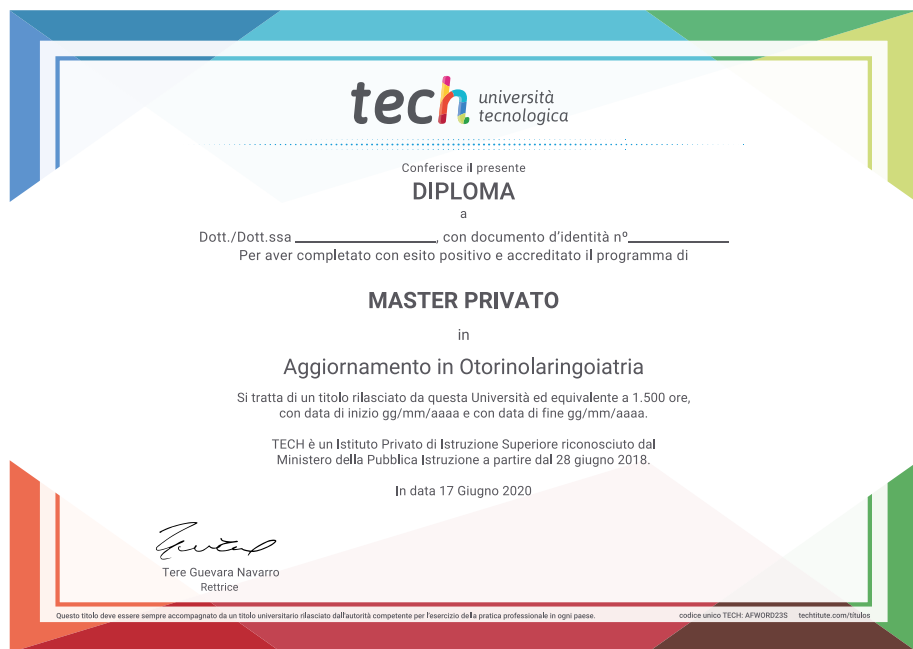 tech università
tecnologica
Conferisce il presente
DIPLOMA
a
Dott./Dott.ssa ________________, con documento d'identità nº____________
Per aver completato con esito positivo e accreditato il programma di
MASTER PRIVATO
in
Aggiornamento in Otorinolaringoiatria
Si tratta di un titolo rilasciato da questa Università ed equivalente a 1.500 ore,
con data di inizio gg/mm/aaaa e con data di fine gg/mm/aaaa.
TECH è un Istituto Privato di Istruzione Superiore riconosciuto dal
Ministero della Pubblica Istruzione a partire dal 28 giugno 2018.
In data 17 Giugno 2020
Tere Guevara Navarro
Rettrice
Questo titolo deve essere sempre accompagnato da un titolo universitario rilasciato dall'autorità competente per l'esercizio della pratica professionale in ogni paese. codice unico TECH: AFWORD23S techtitute.com/titulos